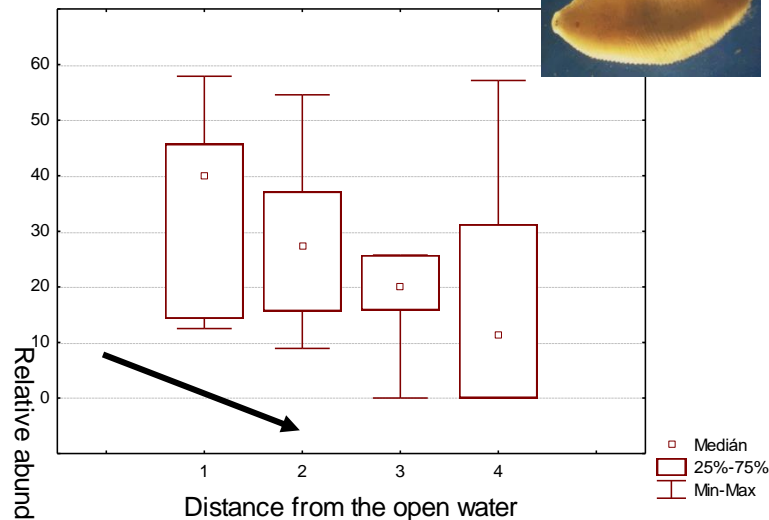 60
50
40
30
20
10
0
Relative abund
1 2 3 4
Distance from the open water
Medián
25%-75%
Min-Max